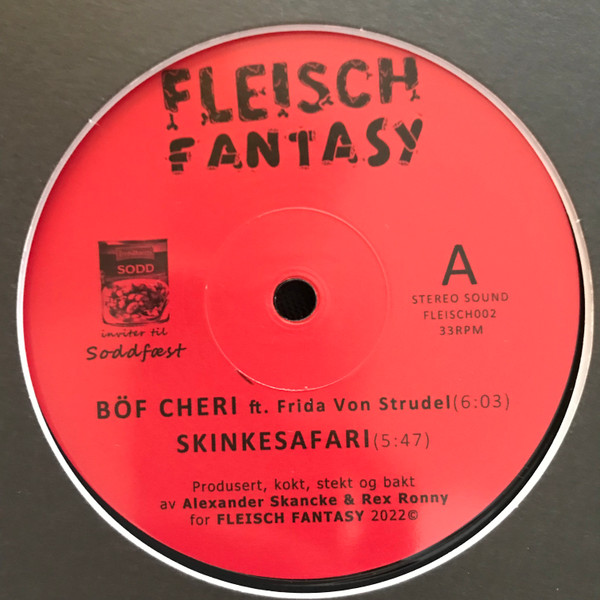 FLEISCH
FANTASY
SODD
inviter til
Soddfæst
A
STEREO SOUND
FLEISCH002
33RPM
BÖF CHERI ft. Frida Von Strudel(6:03)
SKINKESAFARI(5:47)
Produsert, kokt, stekt og bakt
av Alexander Skancke & Rex Ronny
for FLEISCH FANTASY 2022©